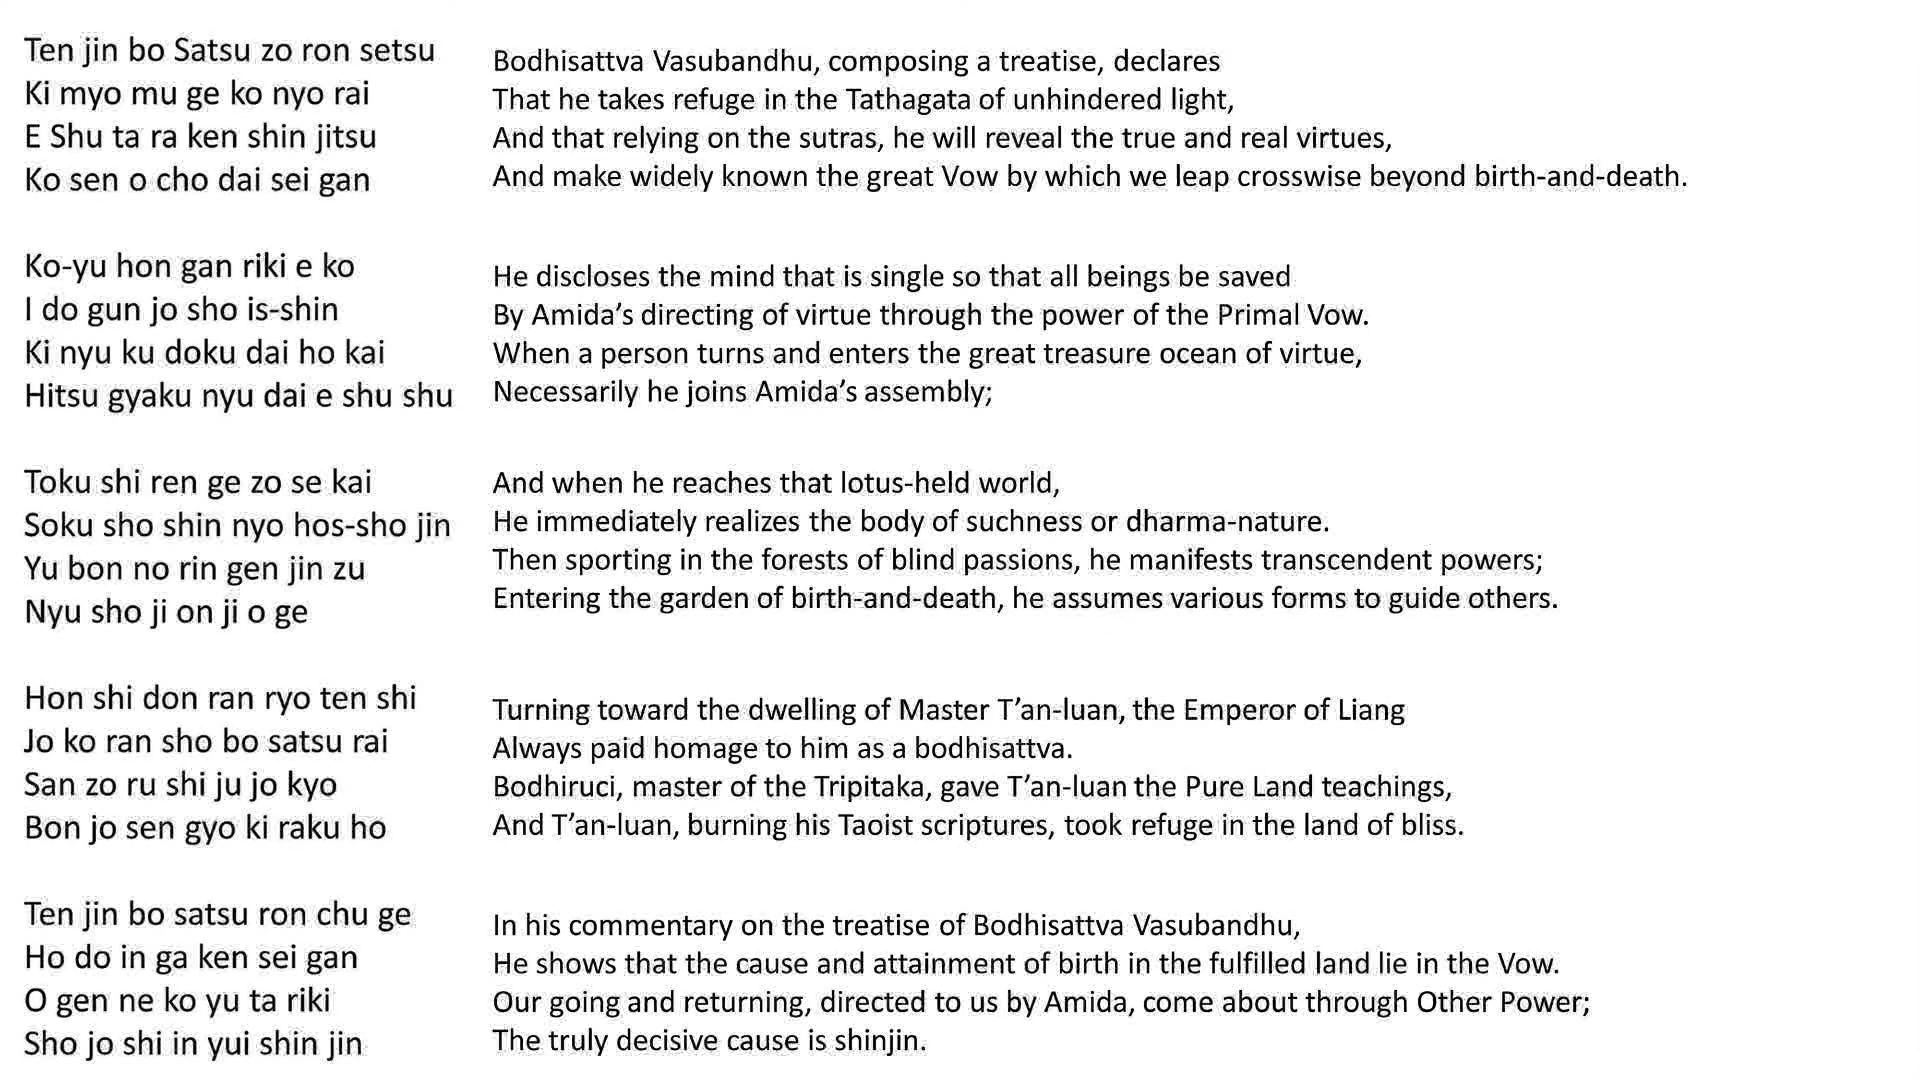 Ten jin bo Satsu zo ron setsu
Ki myo mu ge ko nyo rai
E Shu ta ra ken shin jitsu
Ko sen o cho dai sei gan
Bodhisattva Vasubandhu, composing a treatise, declares
That he takes refuge in the Tathagata of unhindered light,
And that relying on the sutras, he will reveal the true and real virtues,
And make widely known the great Vow by which we leap crosswise beyond birth-and-death.
Ko-yu hon gan riki e ko
I do gun jo sho is-shin
Ki nyu ku doku dai ho kai
Hitsu gyaku nyu dai e shu shu
He discloses the mind that is single so that all beings be saved
By Amida’s directing of virtue through the power of the Primal Vow.
When a person turns and enters the great treasure ocean of virtue,
Necessarily he joins Amida’s assembly;
Toku shi ren ge zo se kai
Soku sho shin nyo hos-sho jin
Yu bon no rin gen jin zu
Nyu sho ji on ji o ge
And when he reaches that lotus-held world,
He immediately realizes the body of suchness or dharma-nature.
Then sporting in the forests of blind passions, he manifests transcendent powers;
Entering the garden of birth-and-death, he assumes various forms to guide others.
Hon shi don ran ryo ten shi
Jo ko ran sho bo satsu rai
San zo ru shi ju jo kyo
Bon jo sen gyo ki raku ho
Turning toward the dwelling of Master T’an-luan, the Emperor of Liang
Always paid homage to him as a bodhisattva.
Bodhiruci, master of the Tripitaka, gave T’an-luan the Pure Land teachings,
And T’an-luan, burning his Taoist scriptures, took refuge in the land of bliss.
Ten jin bo satsu ron chu ge
Ho do in ga ken sei gan
O gen ne ko yu ta riki
Sho jo shi in yui shin jin
In his commentary on the treatise of Bodhisattva Vasubandhu,
He shows that the cause and attainment of birth in the fulfilled land lie in the Vow.
Our going and returning, directed to us by Amida, come about through Other Power;
The truly decisive cause is shinjin.